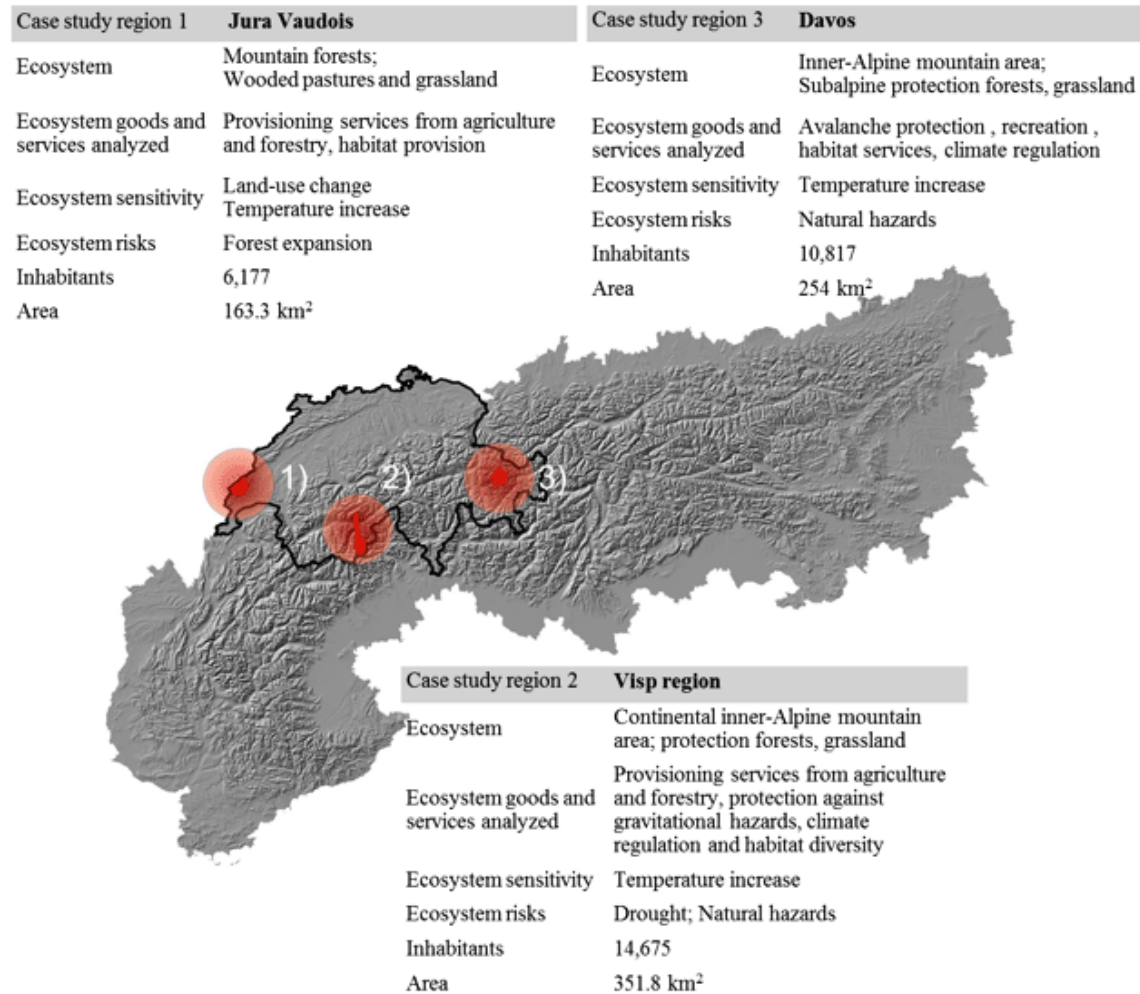 Case study region 1 Jura Vaudois
Ecosystem Mountain forests;
Wooded pastures and grassland
Ecosystem goods and Provisioning services from agriculture
services analyzed and forestry, habitat provision
Ecosystem sensitivity Land-use change
Temperature increase
Ecosystem risks Forest expansion
Inhabitants 6,177
Area 163.3 km²
Case study region 3 Davos
Ecosystem Inner-Alpine mountain area;
Subalpine protection forests, grassland
Ecosystem goods and Avalanche protection , recreation ,
services analyzed habitat services, climate regulation
Ecosystem sensitivity Temperature increase
Ecosystem risks Natural hazards
Inhabitants 10,817
Area 254 km²
1) 2) 3)
Case study region 2 Visp region
Ecosystem Continental inner-Alpine mountain
area; protection forests, grassland
Ecosystem goods and Provisioning services from agriculture
services analyzed and forestry, protection against
gravitational hazards, climate
regulation and habitat diversity
Ecosystem sensitivity Temperature increase
Ecosystem risks Drought; Natural hazards
Inhabitants 14,675
Area 351.8 km²